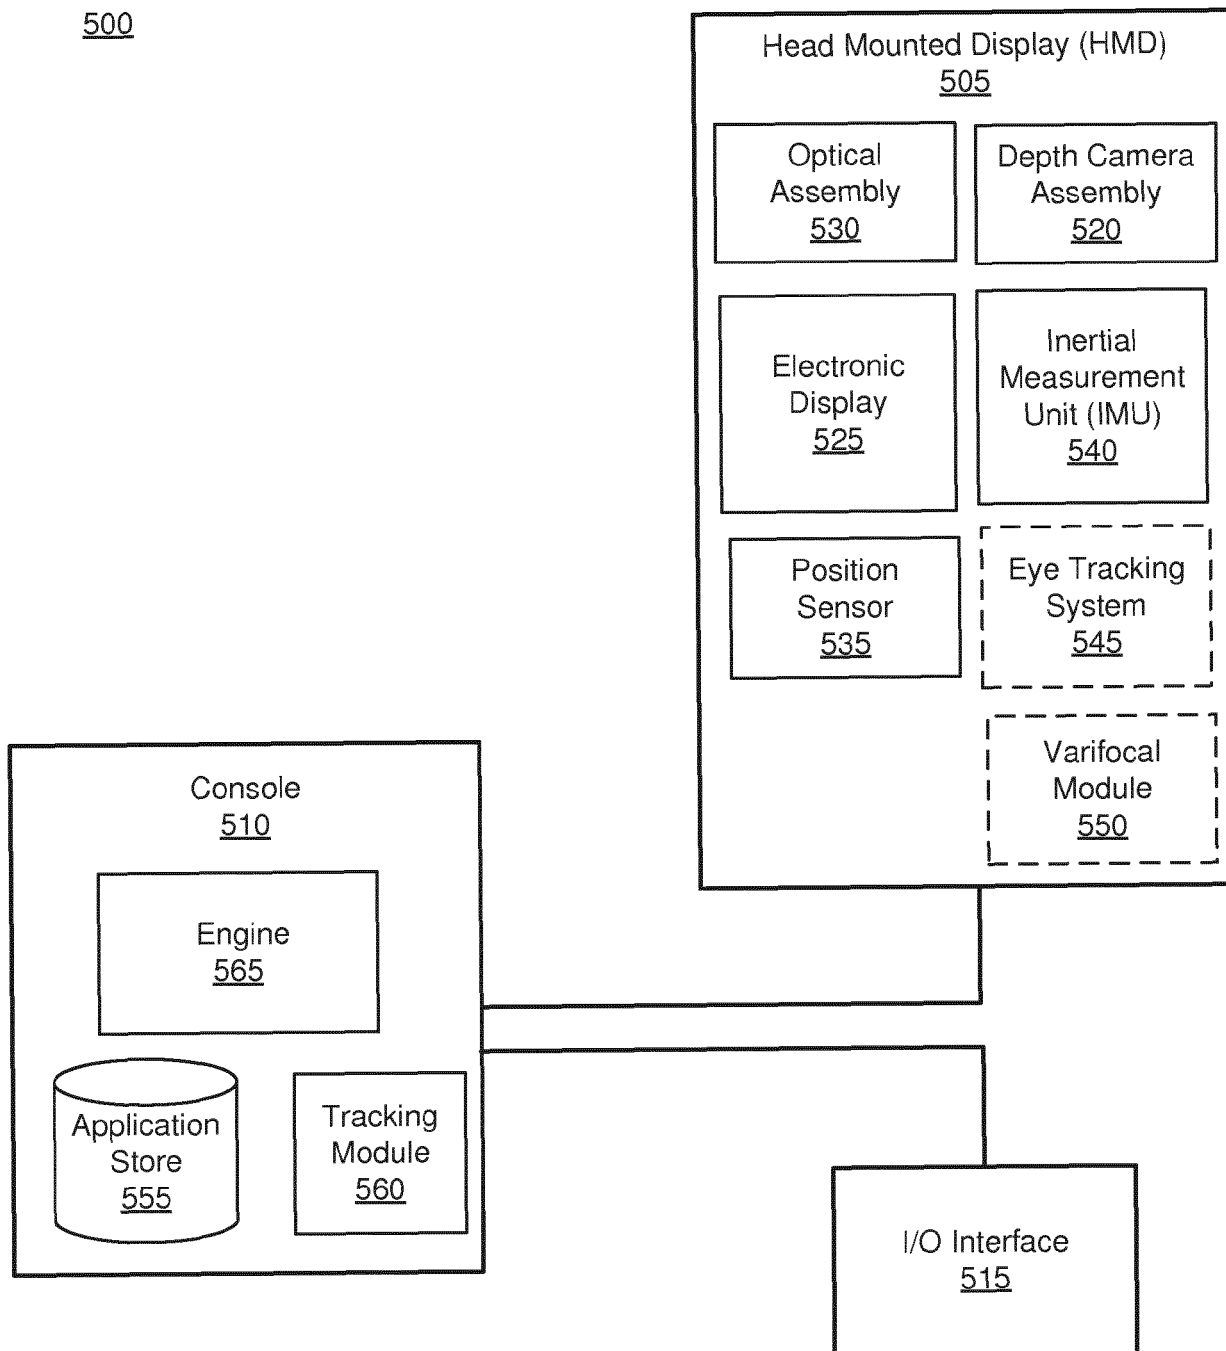 500
Head Mounted Display (HMD)
505
Optical
Assembly
530
Depth Camera
Assembly
520
Electronic
Display
525
Inertial
Measurement
Unit (IMU)
540
Position
Sensor
535
Eye Tracking
System
545
Varifocal
Module
550
Console
510
Engine
565
Application
Store
555
Tracking
Module
560
I/O Interface
515